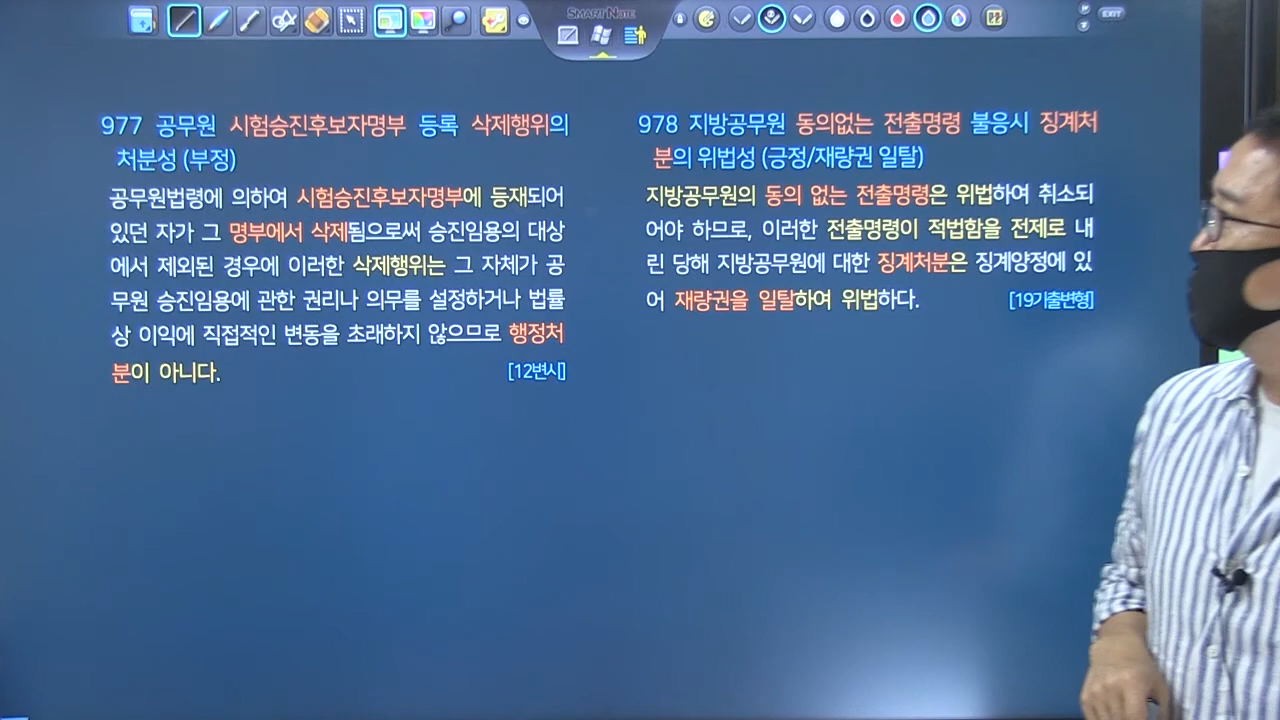 SMART NOTE
EXIT
977 공무원 시험승진후보자명부 등록 삭제행위의
처분성 (부정)
공무원법령에 의하여 시험승진후보자명부에 등재되어
있던 자가 그 명부에서 삭제됨으로써 승진임용의 대상
에서 제외된 경우에 이러한 삭제행위는 그 자체가 공
무원 승진임용에 관한 권리나 의무를 설정하거나 법률
상 이익에 직접적인 변동을 초래하지 않으므로 행정처
분이 아니다. [12변시]
978 지방공무원 동의없는 전출명령 불응시 징계처
분의 위법성 (긍정/재량권 일탈)
지방공무원의 동의 없는 전출명령은 위법하여 취소되
어야 하므로, 이러한 전출명령이 적법함을 전제로 내
린 당해 지방공무원에 대한 징계처분은 징계양정에 있
어 재량권을 일탈하여 위법하다. [19기출변형]